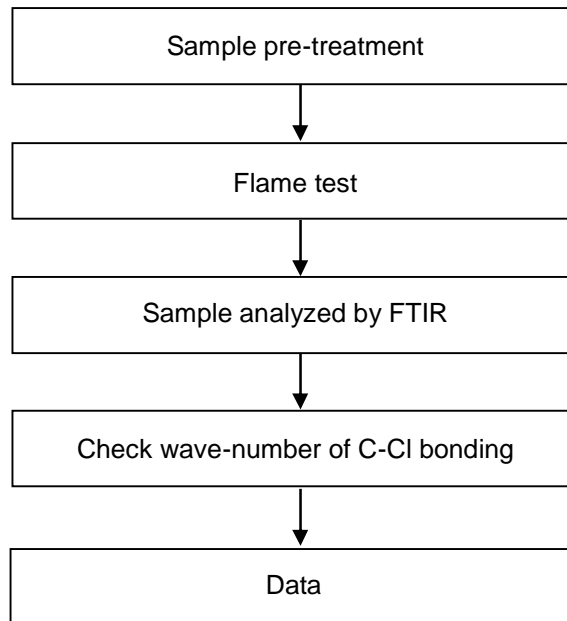 Sample pre-treatment
Flame test
Sample analyzed by FTIR
Check wave-number of C-Cl bonding
Data